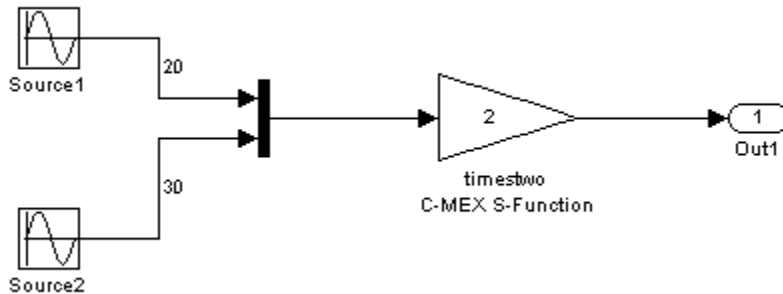 Source1
20
30
Source2
2
timestwo
C-MEX S-Function
1
Out1